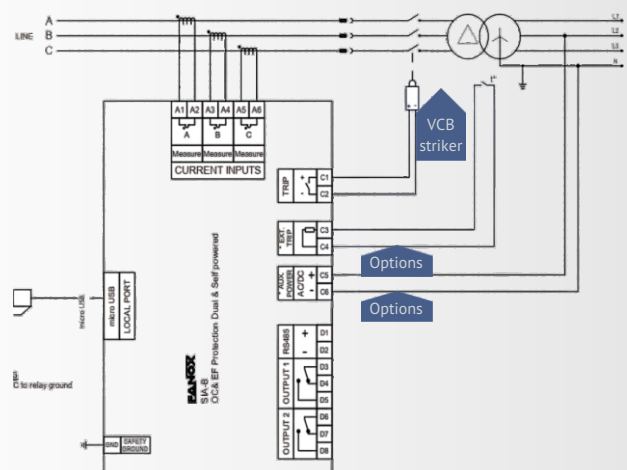 A
LINE
B
C
L1
L2
L3
N
t°
A1 A2 A3 A4 A5 A6
A B C
Measure Measure Measure
CURRENT INPUTS
VCB
striker
TRIP + - C1 C2
* EXT. TRIP C3 C4
Options
* AUX. POWER AC/DC + - C5 C6
Options
micro USB
micro USB
LOCAL PORT
RS485 + - D1 D2
OUTPUT 1 D3 D4 D5
OUTPUT 2 D6 D7 D8
FANOX
SIA-B
OC& EF Protection Dual & Self powered
to relay ground
GND SAFETY GROUND